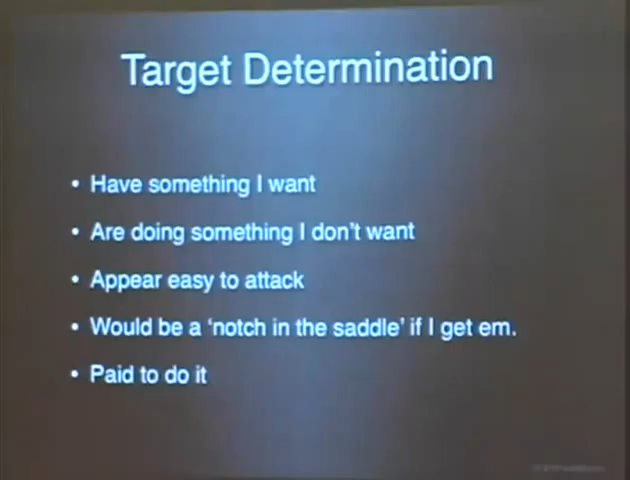 Target Determination
• Have something I want
• Are doing something I don't want
• Appear easy to attack
• Would be a 'notch in the saddle' if I get em.
• Paid to do it